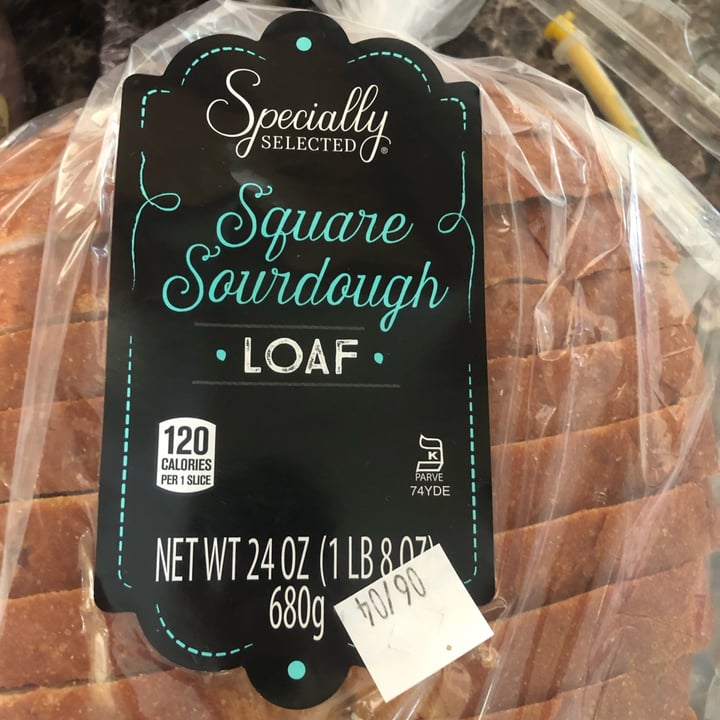 Specially
SELECTED®
Square
Sourdough
LOAF
120
CALORIES
PER 1 SLICE
K
PARVE
74YDE
NET WT 24 OZ (1 LB 8 OZ)
680g
06/04